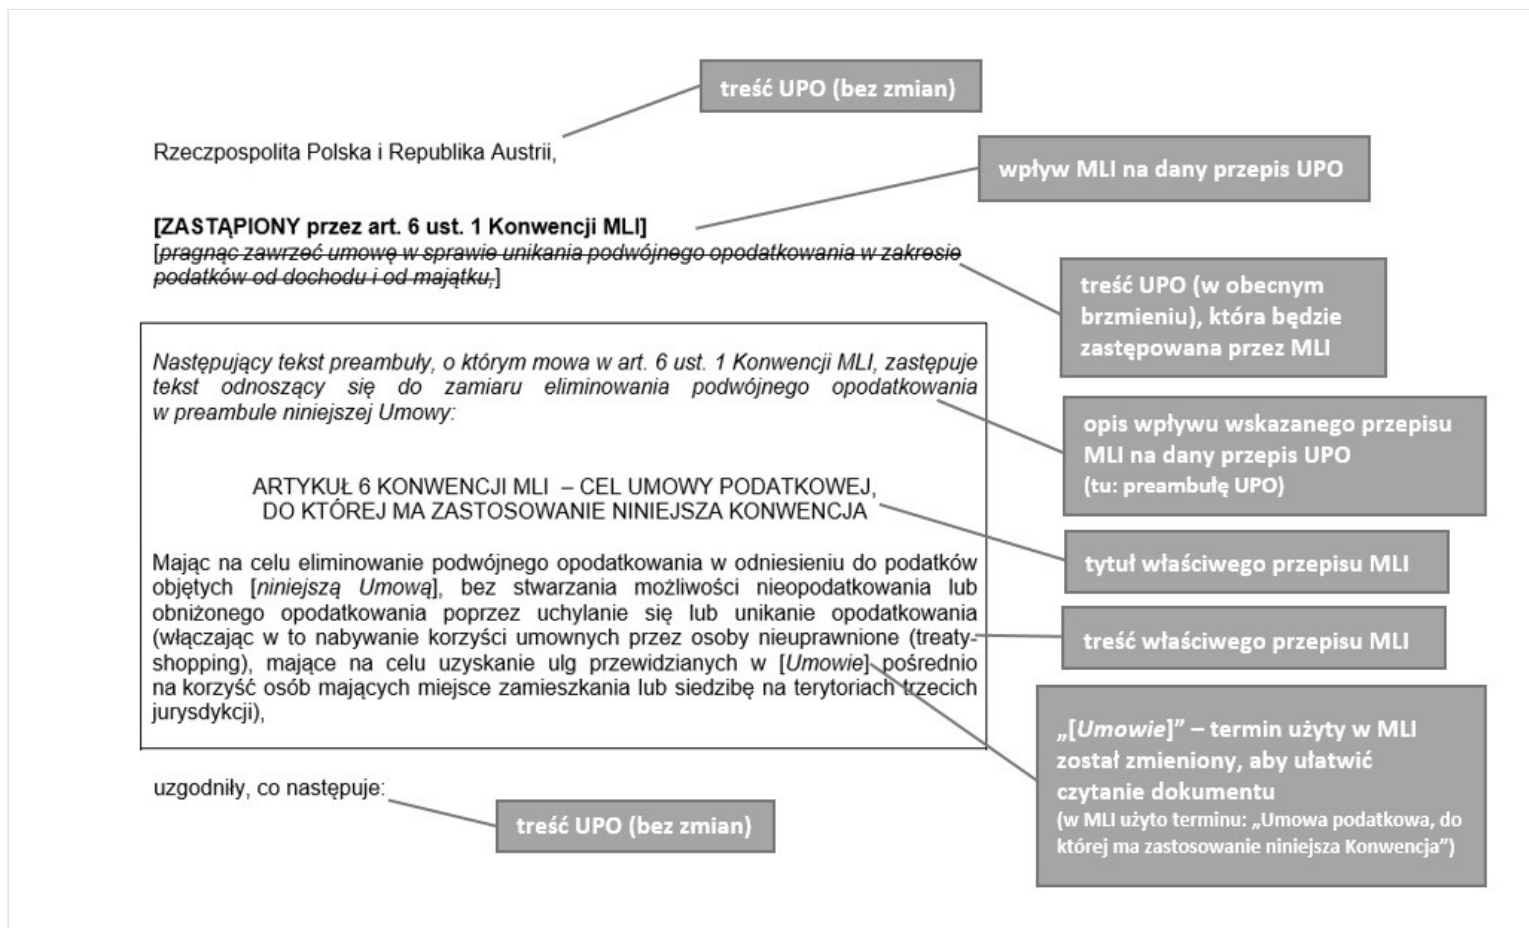 treść UPO (bez zmian)
Rzeczpospolita Polska i Republika Austrii,
wpływ MLI na dany przepis UPO
[ZASTĄPIONY przez art. 6 ust. 1 Konwencji MLI]
[pragnąc zawrzeć umowę w sprawie unikania podwójnego opodatkowania w zakresie
podatków od dochodu i od majątku,]
treść UPO (w obecnym
brzmieniu), która będzie
zastępowana przez MLI
Następujący tekst preambuły, o którym mowa w art. 6 ust. 1 Konwencji MLI, zastępuje
tekst odnoszący się do zamiaru eliminowania podwójnego opodatkowania
w preambule niniejszej Umowy:
opis wpływu wskazanego przepisu
MLI na dany przepis UPO
(tu: preambułę UPO)
ARTYKUŁ 6 KONWENCJI MLI – CEL UMOWY PODATKOWEJ,
DO KTÓREJ MA ZASTOSOWANIE NINIEJSZA KONWENCJA
tytuł właściwego przepisu MLI
Mając na celu eliminowanie podwójnego opodatkowania w odniesieniu do podatków
objętych [niniejszą Umową], bez stwarzania możliwości nieopodatkowania lub
obniżonego opodatkowania poprzez uchylanie się lub unikanie opodatkowania
(włączając w to nabywanie korzyści umownych przez osoby nieuprawnione (treaty-
shopping), mające na celu uzyskanie ulg przewidzianych w [Umowie] pośrednio
na korzyść osób mających miejsce zamieszkania lub siedzibę na terytoriach trzecich
jurysdykcji),
treść właściwego przepisu MLI
„[Umowie]” – termin użyty w MLI
został zmieniony, aby ułatwić
czytanie dokumentu
(w MLI użyto terminu: „Umowa podatkowa, do
której ma zastosowanie niniejsza Konwencja”)
uzgodniły, co następuje:
treść UPO (bez zmian)